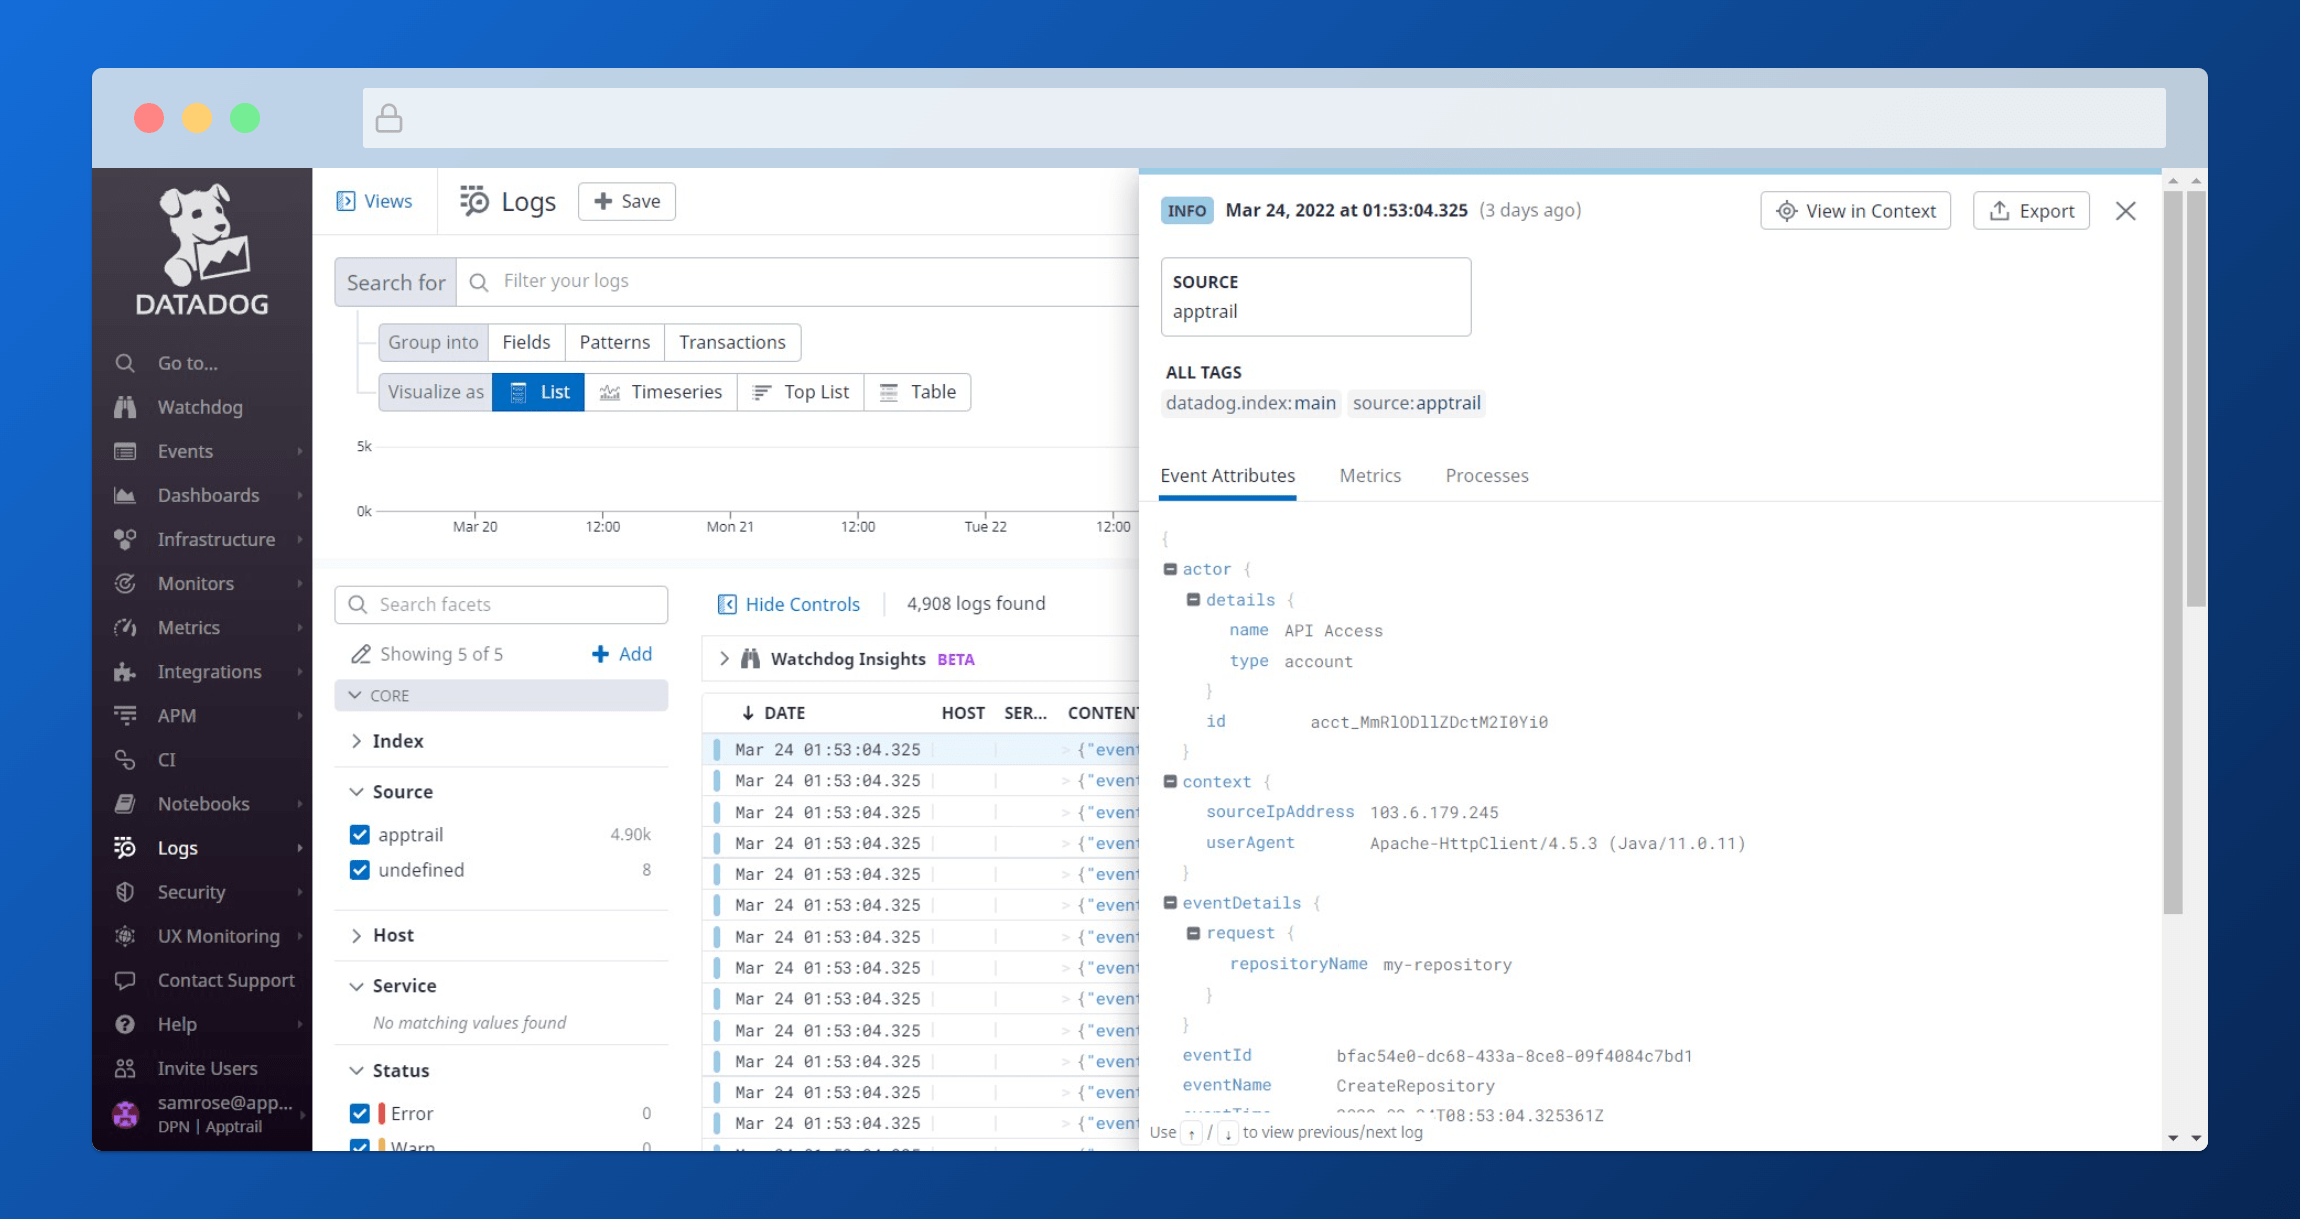 DATADOG
Go to...
Watchdog
Events
Dashboards
Infrastructure
Monitors
Metrics
Integrations
APM
CI
Notebooks
Logs
Security
UX Monitoring
Contact Support
Help
Invite Users
samrose@app...
DPN | Apptrail
Views
Logs
Save
Search for
Filter your logs
Group into Fields Patterns Transactions
Visualize as List Timeseries Top List Table
5k
0k
Mar 20 12:00 Mon 21 12:00 Tue 22 12:00
Search facets
Showing 5 of 5 Add
CORE
Index
Source
apptrail 4.90k
undefined 8
Host
Service
No matching values found
Status
Error 0
Warn 0
Hide Controls 4,908 logs found
Watchdog Insights BETA
DATE HOST SER... CONTENT
Mar 24 01:53:04.325 > {"event
Mar 24 01:53:04.325 > {"event
Mar 24 01:53:04.325 > {"event
Mar 24 01:53:04.325 > {"event
Mar 24 01:53:04.325 > {"event
Mar 24 01:53:04.325 > {"event
Mar 24 01:53:04.325 > {"event
Mar 24 01:53:04.325 > {"event
Mar 24 01:53:04.325 > {"event
Mar 24 01:53:04.325 > {"event
Mar 24 01:53:04.325 > {"event
Mar 24 01:53:04.325 > {"event
Mar 24 01:53:04.325 > {"event
INFO Mar 24, 2022 at 01:53:04.325 (3 days ago) View in Context Export
SOURCE
apptrail
ALL TAGS
datadog.index:main source:apptrail
Event Attributes Metrics Processes
{
actor {
details {
name API Access
type account
}
id acct_MmRlODllZDctM2I0Yi0
}
context {
sourceIpAddress 103.6.179.245
userAgent Apache-HttpClient/4.5.3 (Java/11.0.11)
}
eventDetails {
request {
repositoryName my-repository
}
}
eventId bfac54e0-dc68-433a-8ce8-09f4084c7bd1
eventName CreateRepository
Use ↑ / ↓ to view previous/next log